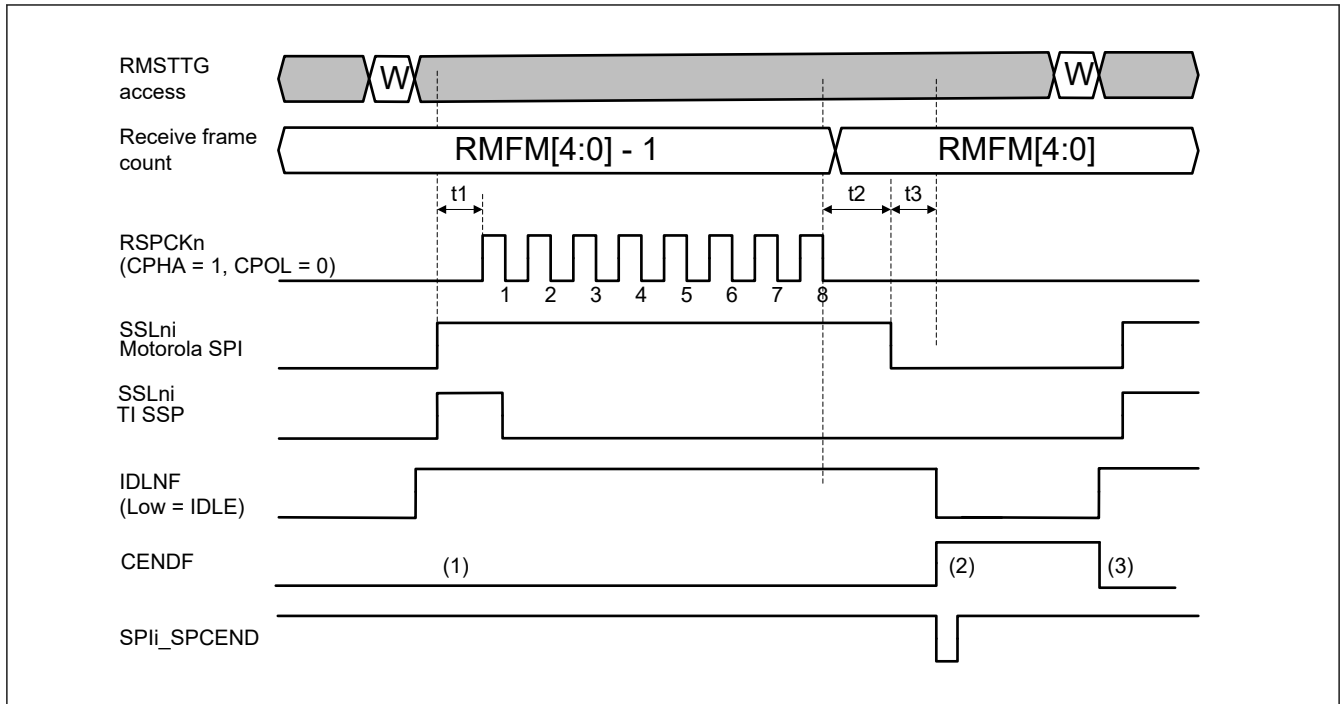 RMSTTG
access
W
W
Receive frame
count
RMFM[4:0] - 1
RMFM[4:0]
t1
t2
t3
RSPCKn
(CPHA = 1, CPOL = 0)
1 2 3 4 5 6 7 8
SSLni
Motorola SPI
SSLni
TI SSP
IDLNF
(Low = IDLE)
CENDF
(1)
(2)
(3)
SPIi_SPCEND